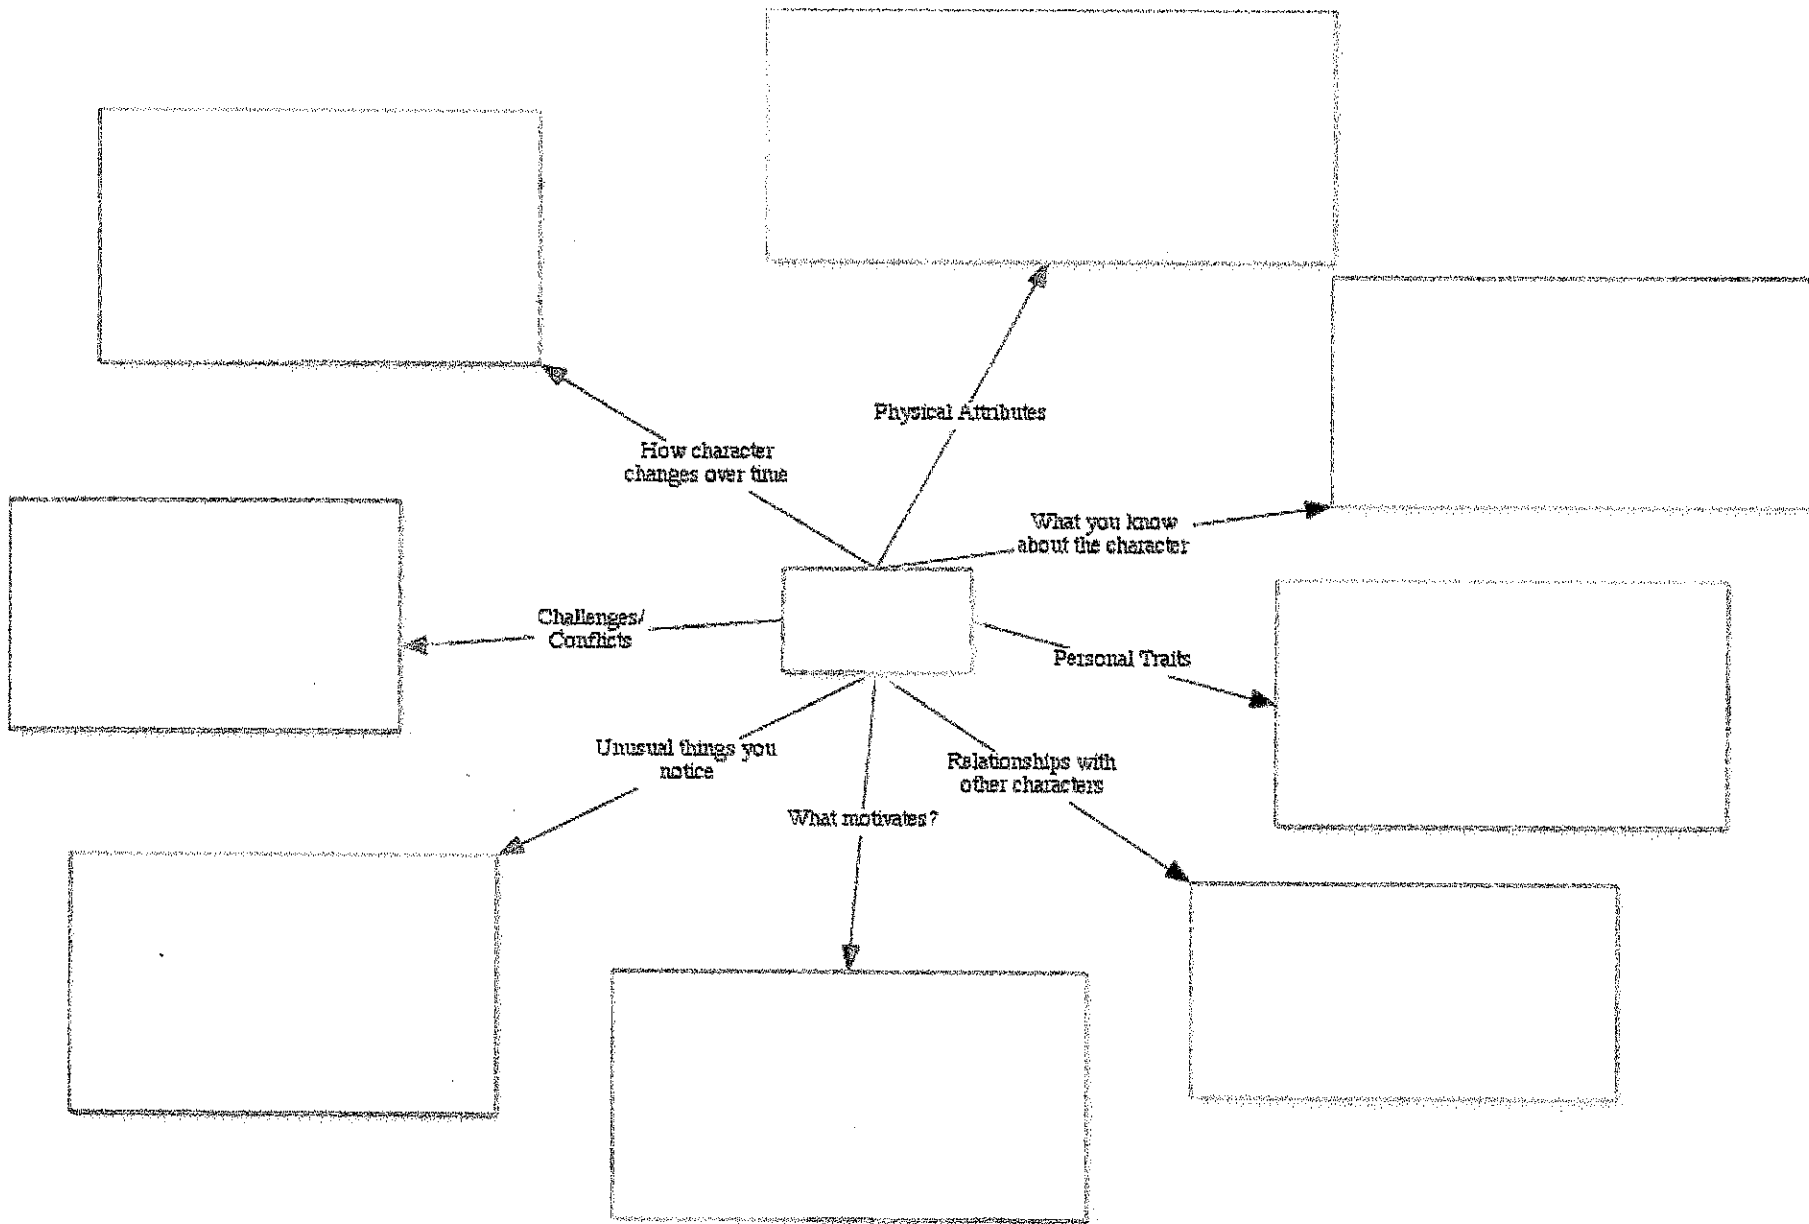 Physical Attributes
How character
changes over time
What you know
about the character
Challenges/
Conflicts
Personal Traits
Unusual things you
notice
Relationships with
other characters
What motivates?